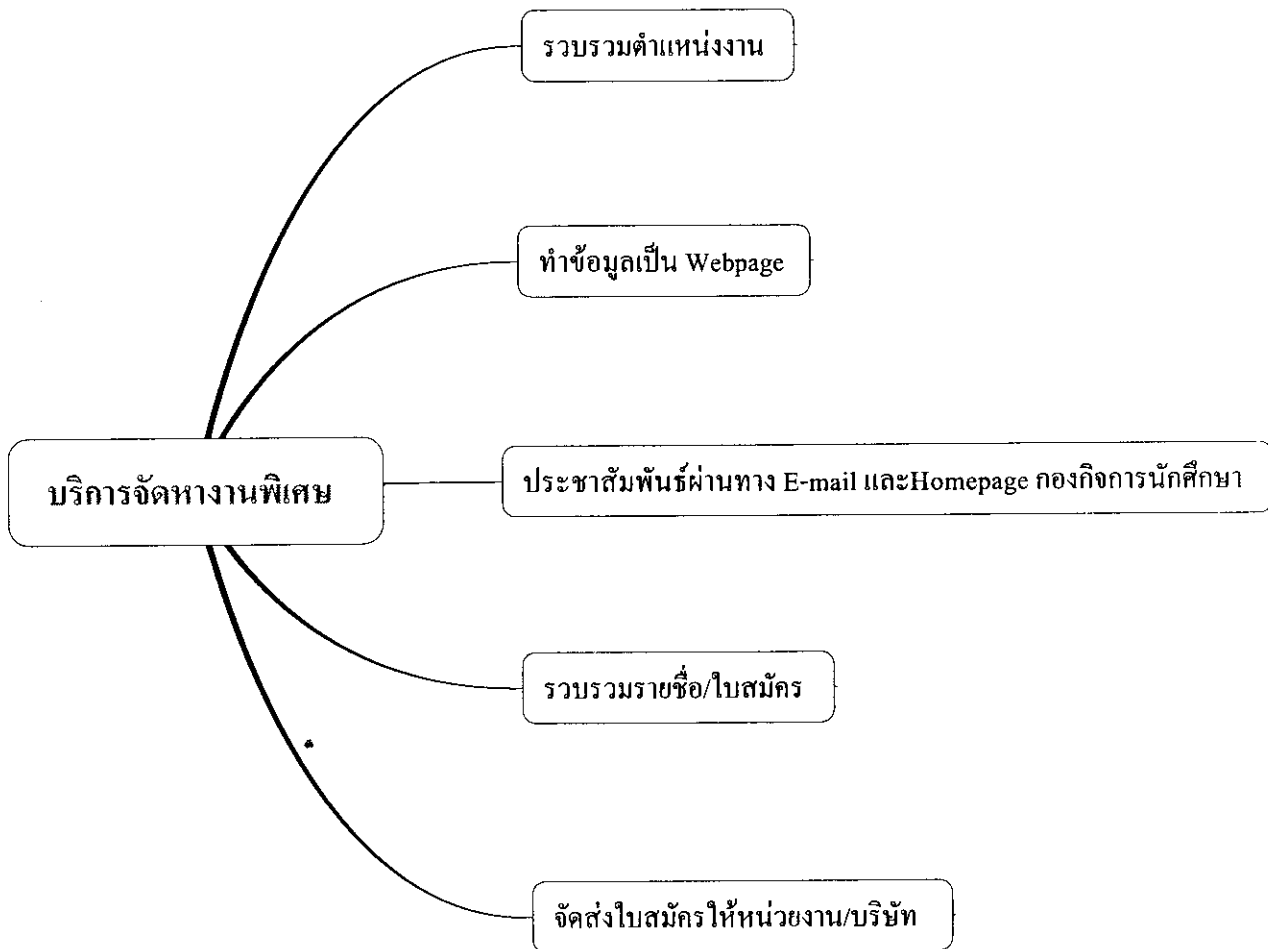 รวบรวมตำแหน่งงาน
ทำข้อมูลเป็น Webpage
บริการจัดหางานพิเศษ
ประชาสัมพันธ์ผ่านทาง E-mail และHomepage กองกิจการนักศึกษา
รวบรวมรายชื่อ/ใบสมัคร
จัดส่งใบสมัครให้หน่วยงาน/บริษัท